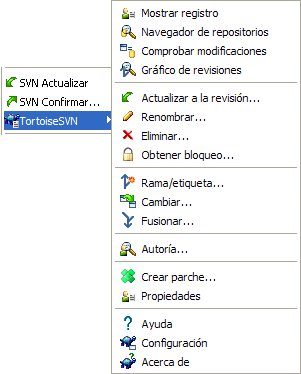 SVN Actualizar
SVN Confirmar...
TortoiseSVN
Mostrar registro
Navegador de repositorios
Comprobar modificaciones
Gráfico de revisiones
Actualizar a la revisión...
Renombrar...
Eliminar...
Obtener bloqueo...
Rama/etiqueta...
Cambiar...
Fusionar...
Autoría...
Crear parche...
Propiedades
Ayuda
Configuración
Acerca de